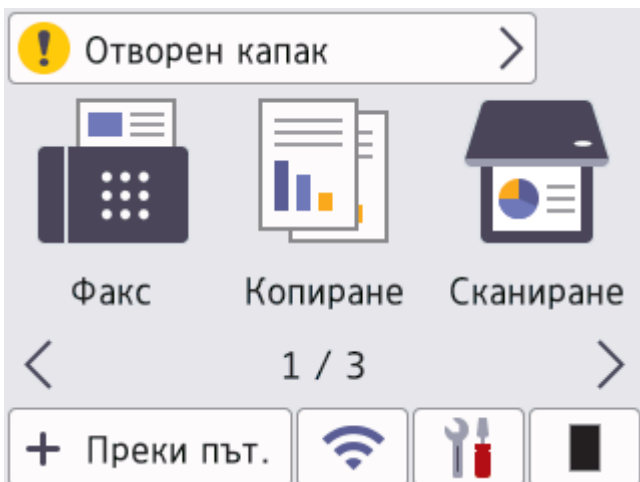 Отворен капак
Факс Копиране Сканиране
1 / 3
+ Преки път.